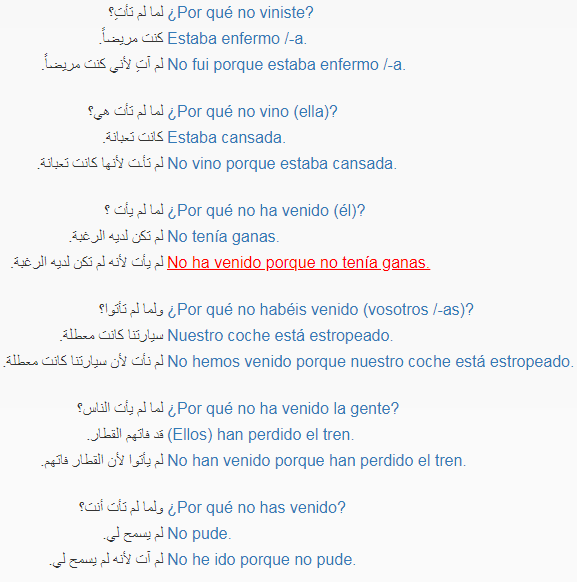 لما لم تأتِ؟ ¿Por qué no viniste?
كنت مريضاً. Estaba enfermo /-a.
لم آتِ لأني كنت مريضاً. No fui porque estaba enfermo /-a.
لما لم تأت هي؟ ¿Por qué no vino (ella)?
كانت تعبانة. Estaba cansada.
لم تأت لأنها كانت تعبانة. No vino porque estaba cansada.
لما لم يأت ؟ ¿Por qué no ha venido (él)?
لم تكن لديه الرغبة. No tenía ganas.
لم يأت لأنه لم تكن لديه الرغبة. No ha venido porque no tenía ganas.
ولما لم تأتوا؟ ¿Por qué no habéis venido (vosotros /-as)?
سيارتنا كانت معطلة. Nuestro coche está estropeado.
لم نأت لأن سيارتنا كانت معطلة. No hemos venido porque nuestro coche está estropeado.
لما لم يأت الناس؟ ¿Por qué no ha venido la gente?
قد فاتهم القطار. (Ellos) han perdido el tren.
لم يأتوا لأن القطار فاتهم. No han venido porque han perdido el tren.
ولما لم تأت أنت؟ ¿Por qué no has venido?
لم يسمح لي. No pude.
لم آت لأنه لم يسمح لي. No he ido porque no pude.